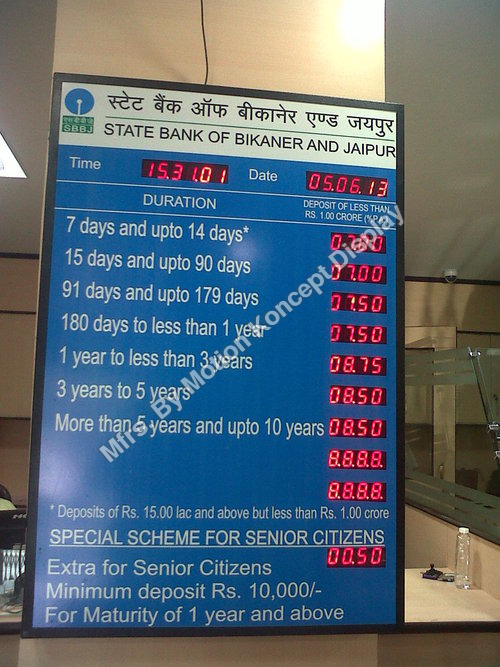 स्टेट बैंक ऑफ बीकानेर एण्ड जयपुर
एसबीबीजे
SBBJ
STATE BANK OF BIKANER AND JAIPUR
Time 15.31.01 Date 05.06.13
DURATION DEPOSIT OF LESS THAN
RS. 1.00 CRORE (% P.A.)
7 days and upto 14 days*
15 days and upto 90 days 07.00
91 days and upto 179 days 07.50
180 days to less than 1 year 07.50
1 year to less than 3 years 08.75
3 years to 5 years 08.50
More than 5 years and upto 10 years 08.50
8.8.8.8.
8.8.8.8.
* Deposits of Rs. 15.00 lac and above but less than Rs. 1.00 crore
SPECIAL SCHEME FOR SENIOR CITIZENS
Extra for Senior Citizens 00.50
Minimum deposit Rs. 10,000/-
For Maturity of 1 year and above
Mfrs By Motion Koncept Display